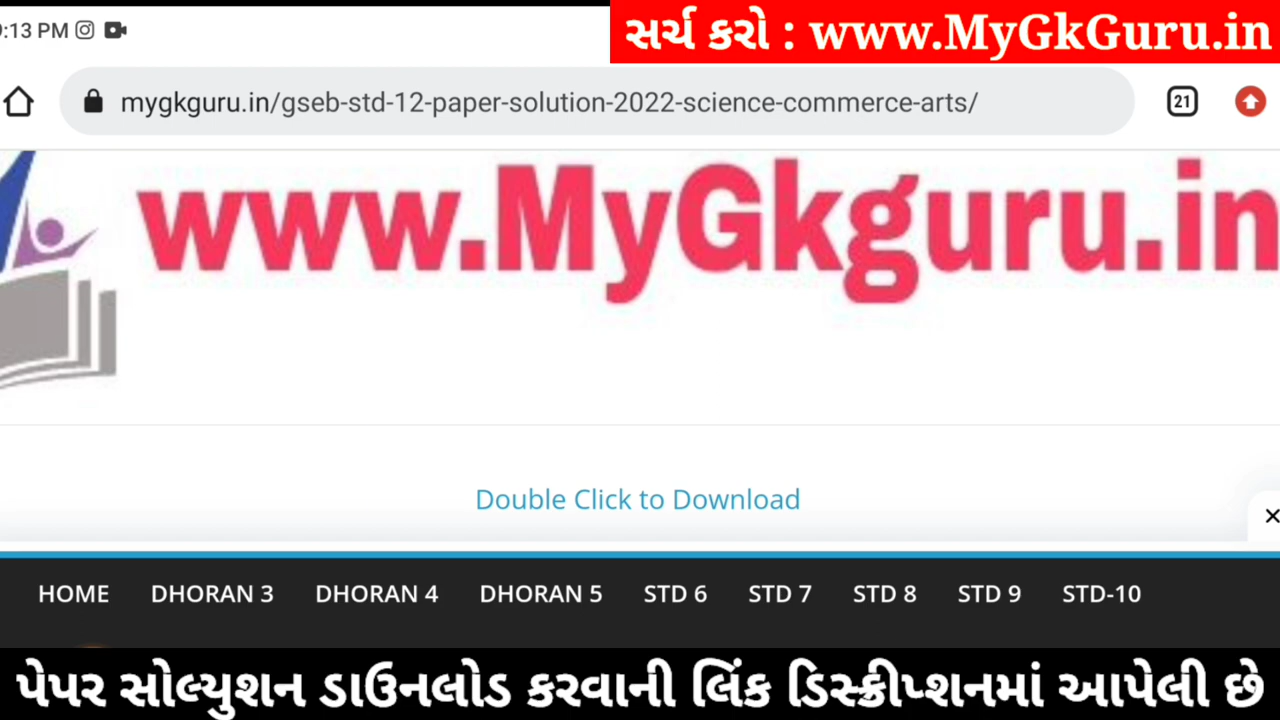 9:13 PM
સર્ચ કરો : www.MyGkGuru.in
mygkguru.in/gseb-std-12-paper-solution-2022-science-commerce-arts/
21
www.MyGkguru.in
Double Click to Download
HOME DHORAN 3 DHORAN 4 DHORAN 5 STD 6 STD 7 STD 8 STD 9 STD-10
પેપર સોલ્યુશન ડાઉનલોડ કરવાની લિંક ડિસ્ક્રીપ્શનમાં આપેલી છે